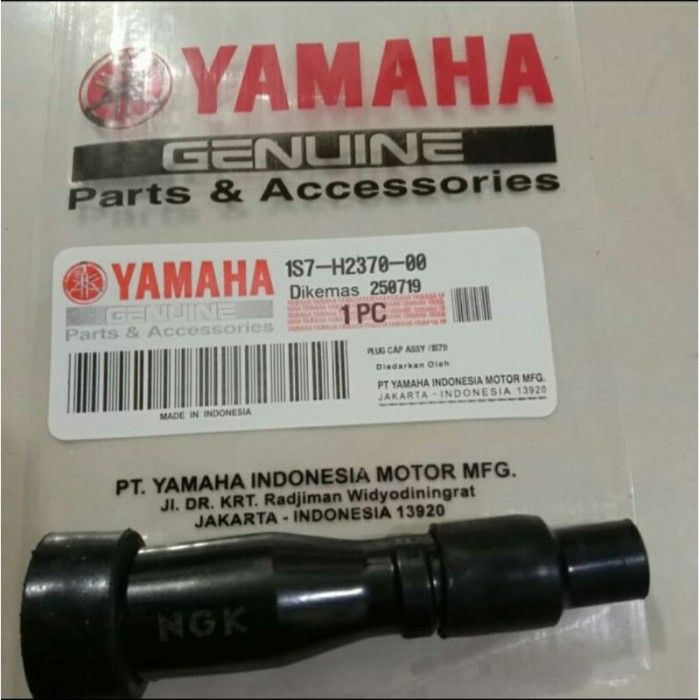 YAMAHA
GENUINE
Parts & Accessories
YAMAHA
GENUINE
Parts & Accessories
1S7-H2370-00
Dikemas 250719
1 PC
PLUG CAP ASSY (1S71)
Diedarkan Oleh
PT YAMAHA INDONESIA MOTOR MFG.
JAKARTA - INDONESIA 13920
MADE IN INDONESIA
PT. YAMAHA INDONESIA MOTOR MFG.
Jl. DR. KRT. Radjiman Widyodiningrat
JAKARTA - INDONESIA 13920
NGK